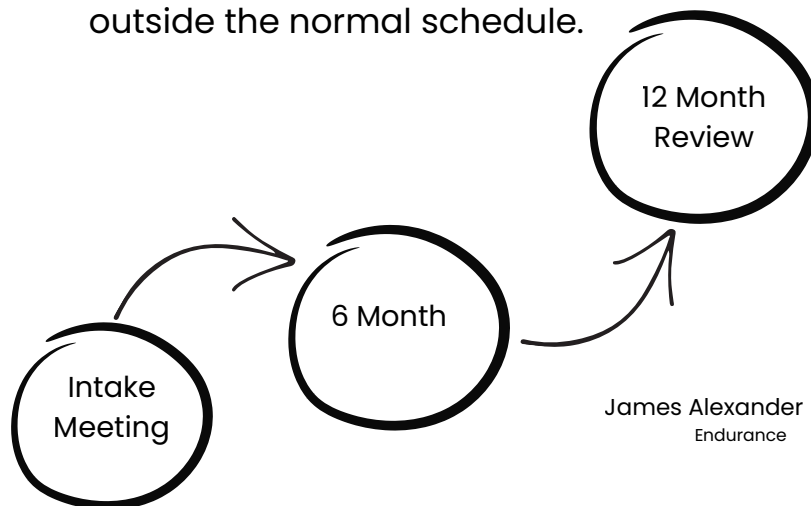 outside the normal schedule.
12 Month
Review
6 Month
Intake
Meeting
James Alexander
Endurance